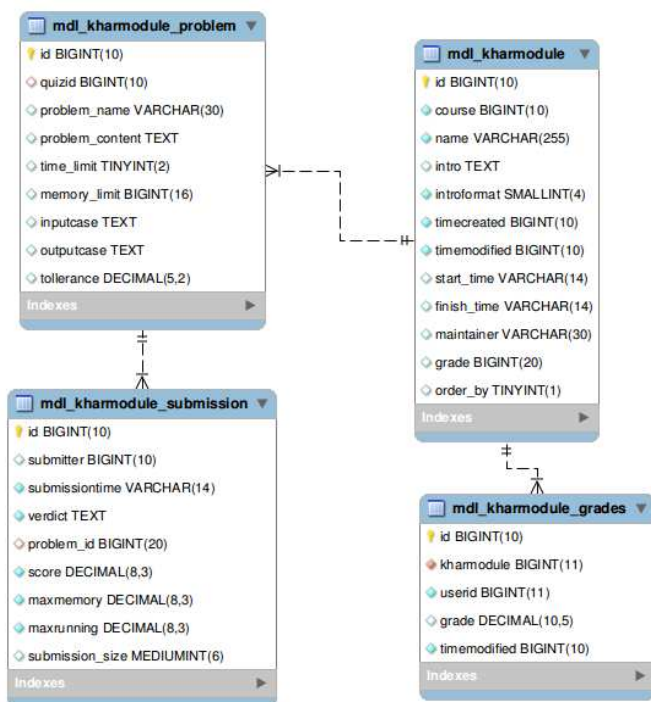 mdl_kharmodule_problem
id BIGINT(10)
quizid BIGINT(10)
problem_name VARCHAR(30)
problem_content TEXT
time_limit TINYINT(2)
memory_limit BIGINT(16)
inputcase TEXT
outputcase TEXT
tollerance DECIMAL(5,2)
Indexes
mdl_kharmodule
id BIGINT(10)
course BIGINT(10)
name VARCHAR(255)
intro TEXT
introformat SMALLINT(4)
timecreated BIGINT(10)
timemodified BIGINT(10)
start_time VARCHAR(14)
finish_time VARCHAR(14)
maintainer VARCHAR(30)
grade BIGINT(20)
order_by TINYINT(1)
Indexes
mdl_kharmodule_submission
id BIGINT(10)
submitter BIGINT(10)
submissiontime VARCHAR(14)
verdict TEXT
problem_id BIGINT(20)
score DECIMAL(8,3)
maxmemory DECIMAL(8,3)
maxrunning DECIMAL(8,3)
submission_size MEDIUMINT(6)
Indexes
mdl_kharmodule_grades
id BIGINT(10)
kharmodule BIGINT(11)
userid BIGINT(11)
grade DECIMAL(10,5)
timemodified BIGINT(10)
Indexes